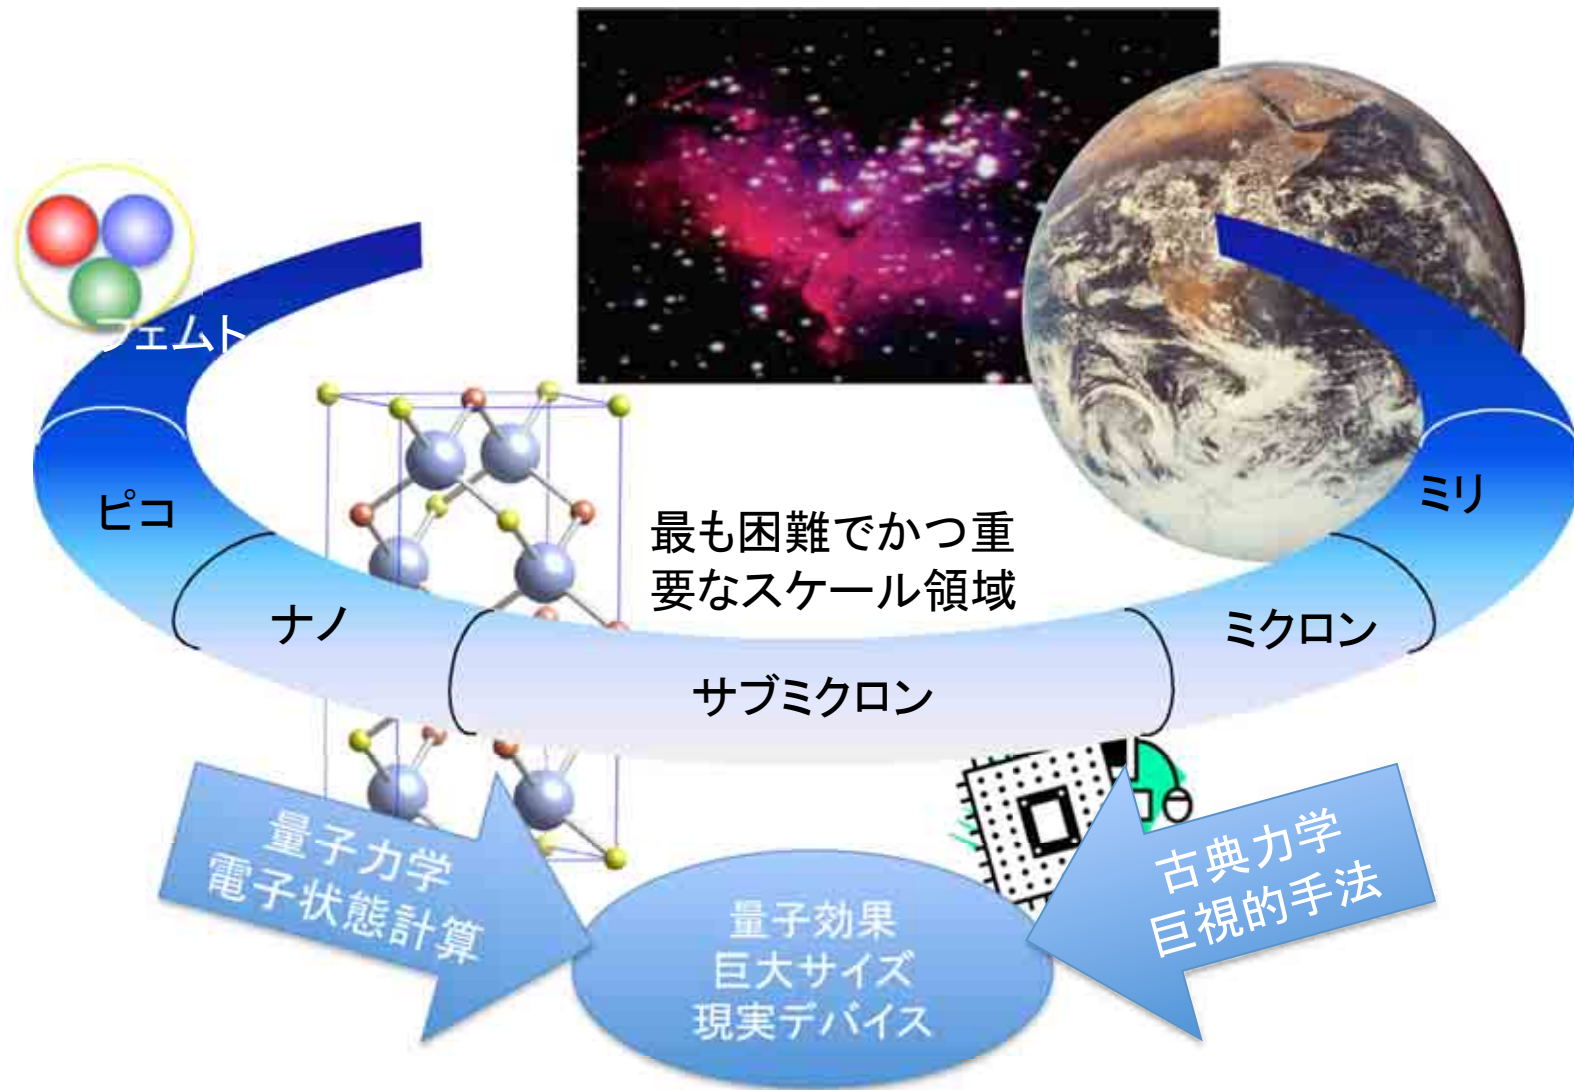 フェムト
ピコ
ナノ
最も困難でかつ重
要なスケール領域
サブミクロン
ミクロン
ミリ
量子力学
電子状態計算
量子効果
巨大サイズ
現実デバイス
古典力学
巨視的手法